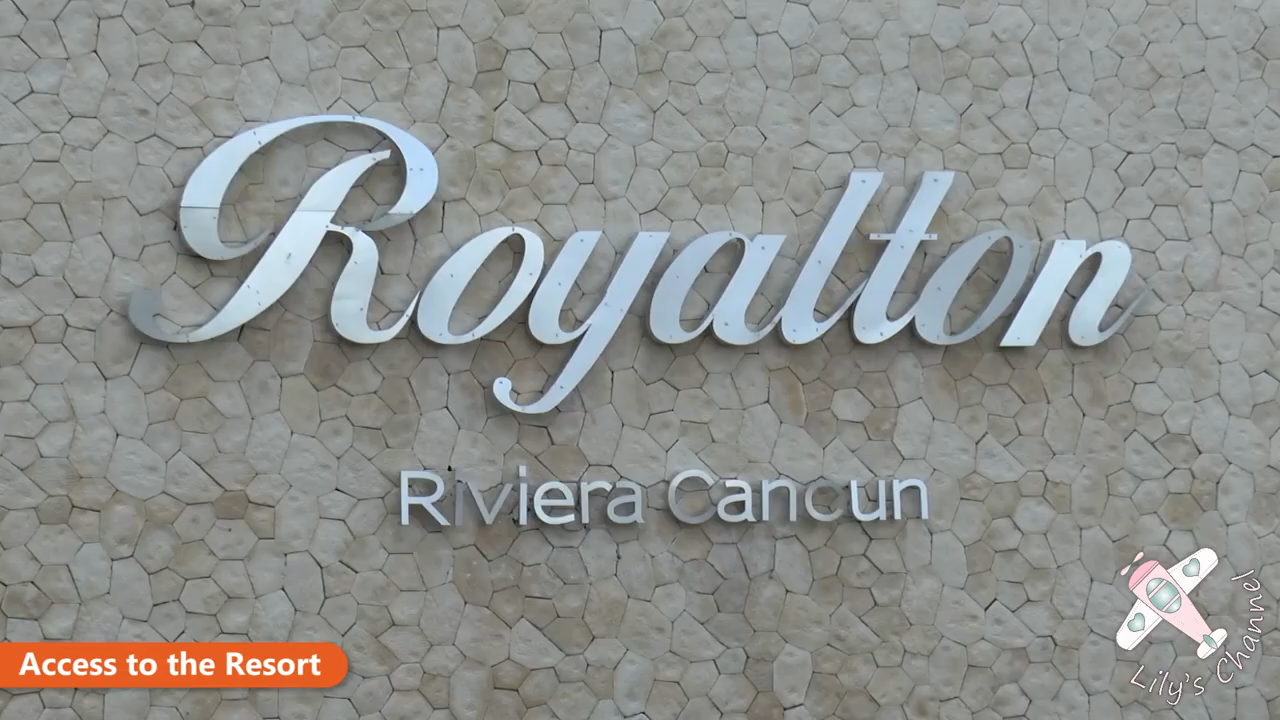 Royalton
Riviera Cancun
Access to the Resort
Lily's Channel